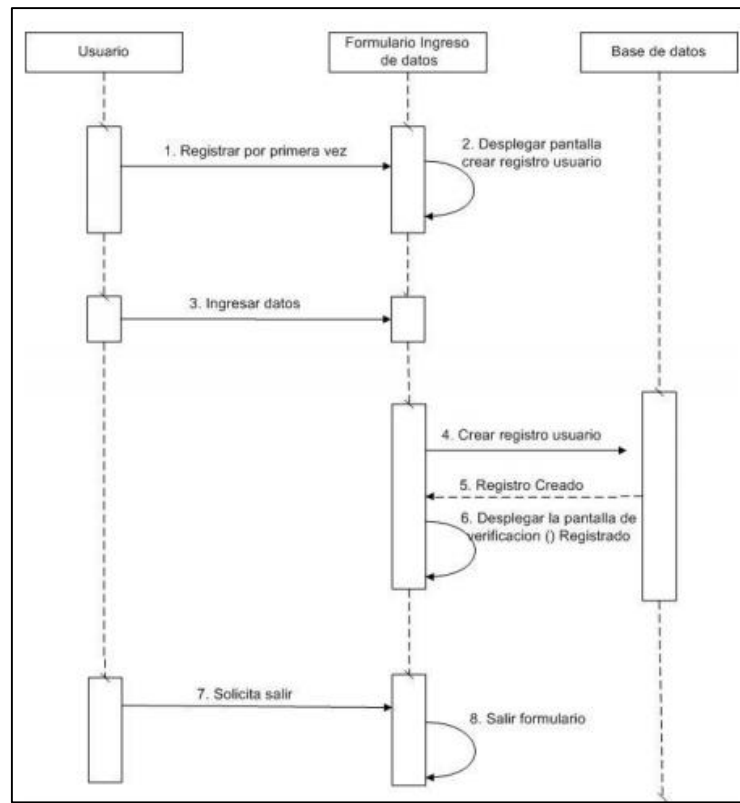 Usuario
Formulario Ingreso
de datos
Base de datos
1. Registrar por primera vez
2. Desplegar pantalla
crear registro usuario
3. Ingresar datos
4. Crear registro usuario
5. Registro Creado
6. Desplegar la pantalla de
verificacion () Registrado
7. Solicita salir
8. Salir formulario